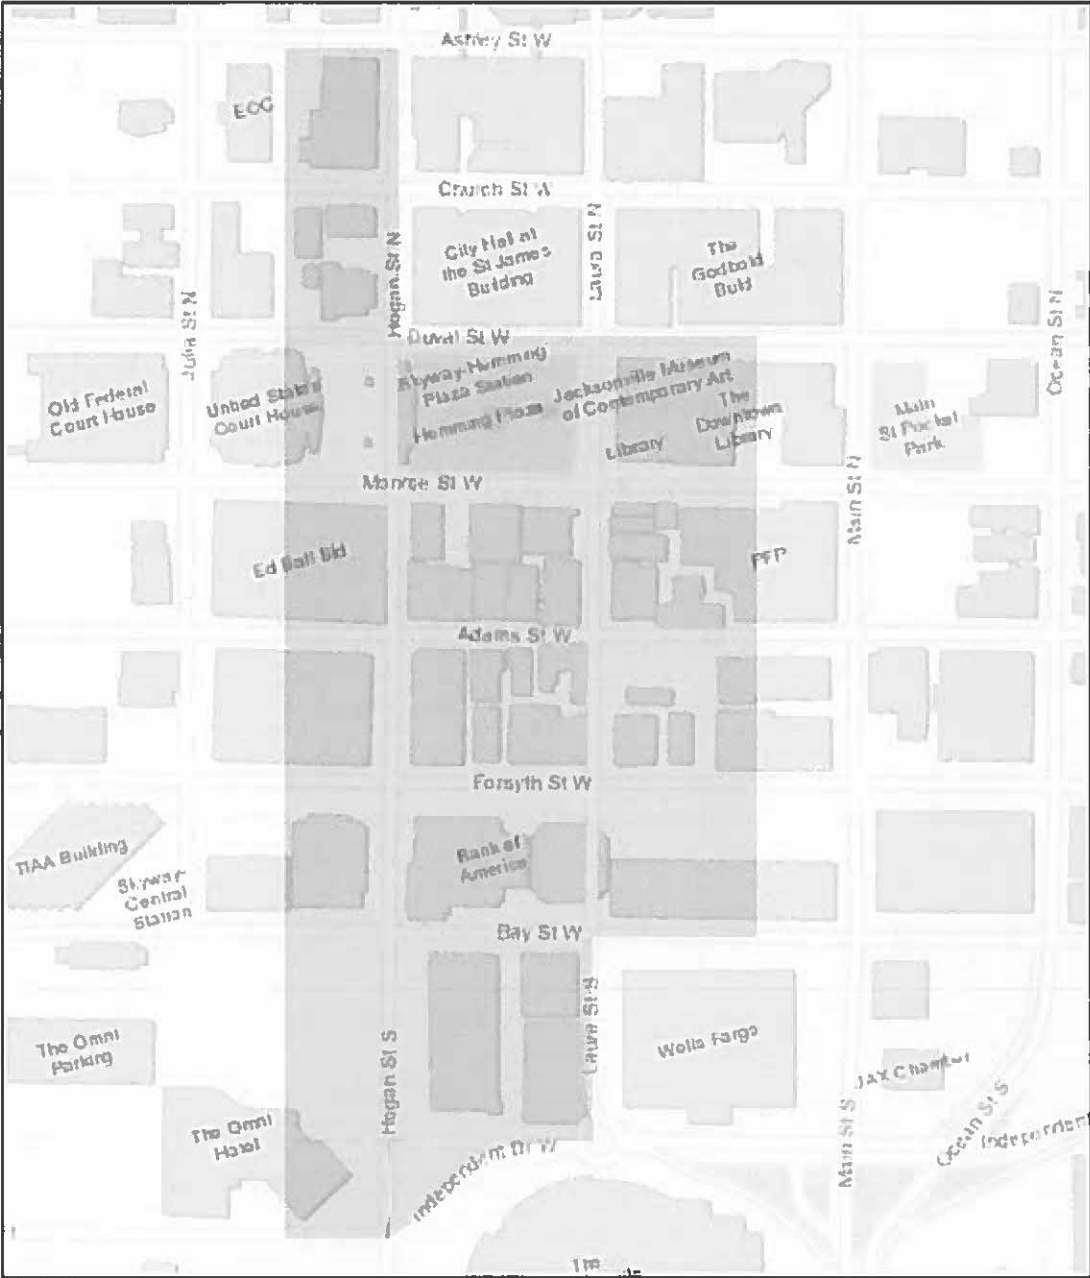 Ashley St W
Church St W
City Hall at
the St James
Building
Laura St N
The
Godbold
Buld
Hogan St N
Julia St N
Ocean St N
Duval St W
Old Federal
Court House
United States
Court House
Skyway-Hemming
Plaza Station
Hemming Plaza
Jacksonville Museum
of Contemporary Art
Library
The
Downtown
Library
Main
St Pocket
Park
Monroe St W
Main St N
Ed Ball Bld
Adams St W
Forsyth St W
TIAA Building
Skyway-
Central
Station
Bank of
America
Bay St W
The Omni
Parking
Hogan St S
Laura St S
Wells Fargo
JAX Chamber
The Omni
Hotel
Independent Dr W
Main St S
Ocean St S
Independent